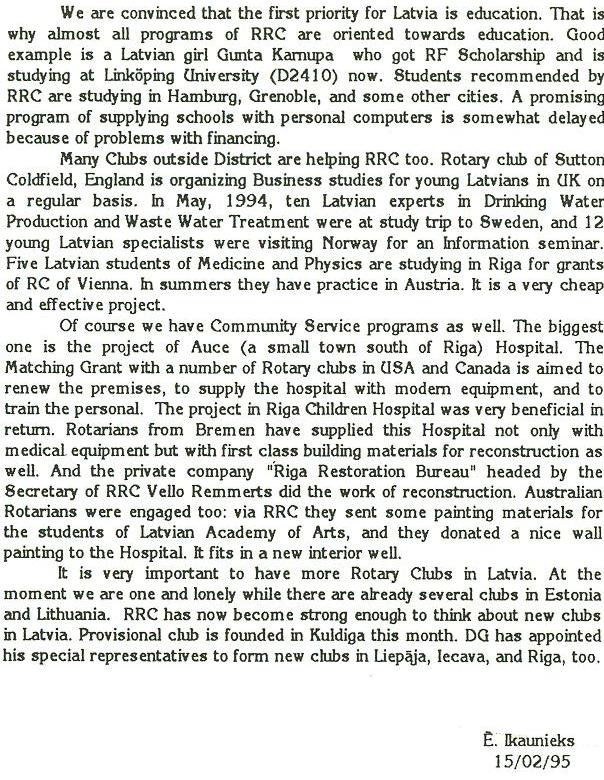 We are convinced that the first priority for Latvia is education. That is
why almost all programs of RRC are oriented towards education. Good
example is a Latvian girl Gunta Karnupa who got RF Scholarship and is
studying at Linköping University (D2410) now. Students recommended by
RRC are studying in Hamburg, Grenoble, and some other cities. A promising
program of supplying schools with personal computers is somewhat delayed
because of problems with financing.
Many Clubs outside District are helping RRC too. Rotary club of Sutton
Coldfield, England is organizing Business studies for young Latvians in UK on
a regular basis. In May, 1994, ten Latvian experts in Drinking Water
Production and Waste Water Treatment were at study trip to Sweden, and 12
young Latvian specialists were visiting Norway for an Information seminar.
Five Latvian students of Medicine and Physics are studying in Riga for grants
of RC of Vienna. In summers they have practice in Austria. It is a very cheap
and effective project.
Of course we have Community Service programs as well. The biggest
one is the project of Auce (a small town south of Riga) Hospital. The
Matching Grant with a number of Rotary clubs in USA and Canada is aimed to
renew the premises, to supply the hospital with modern equipment, and to
train the personal. The project in Riga Children Hospital was very beneficial in
return. Rotarians from Bremen have supplied this Hospital not only with
medical equipment but with first class building materials for reconstruction as
well. And the private company "Riga Restoration Bureau" headed by the
Secretary of RRC Vello Remmerts did the work of reconstruction. Australian
Rotarians were engaged too: via RRC they sent some painting materials for
the students of Latvian Academy of Arts, and they donated a nice wall
painting to the Hospital. It fits in a new interior well.
It is very important to have more Rotary Clubs in Latvia. At the
moment we are one and lonely while there are already several clubs in Estonia
and Lithuania. RRC has now become strong enough to think about new clubs
in Latvia. Provisional club is founded in Kuldiga this month. DG has appointed
his special representatives to form new clubs in Liepāja, Iecava, and Riga, too.
Ē. Ikaunieks
15/02/95